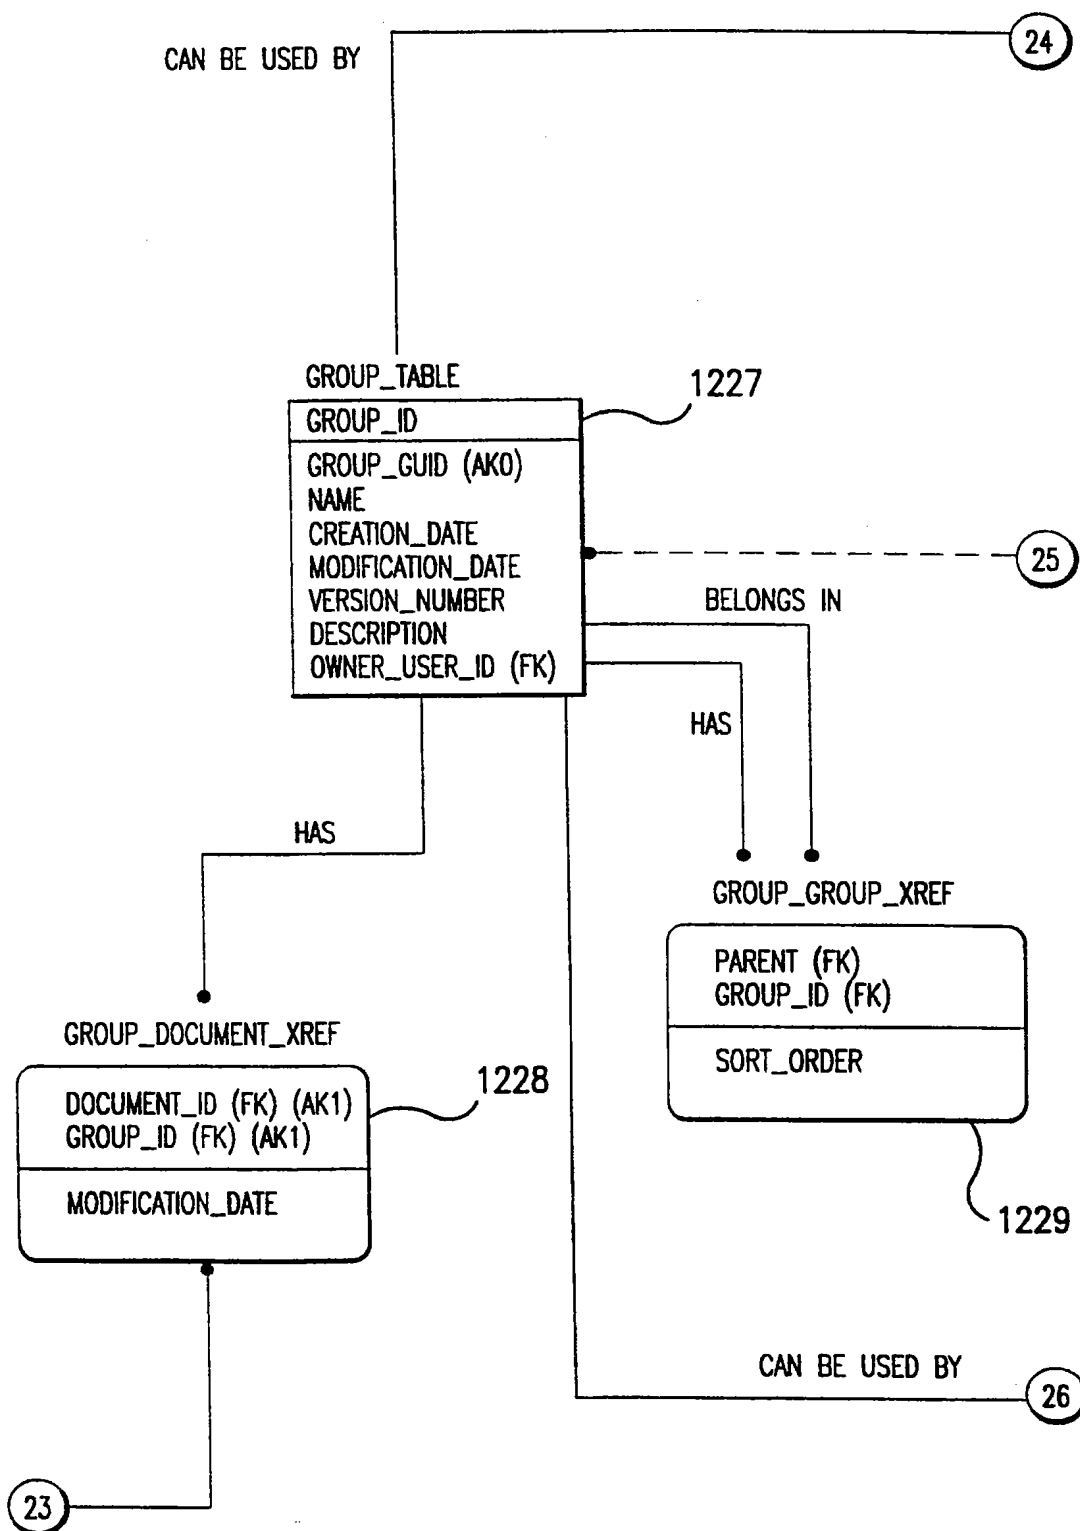 24
CAN BE USED BY
GROUP_TABLE
1227
GROUP_ID
GROUP_GUID (AK0)
NAME
CREATION_DATE
MODIFICATION_DATE
VERSION_NUMBER
DESCRIPTION
OWNER_USER_ID (FK)
25
BELONGS IN
HAS
HAS
GROUP_GROUP_XREF
PARENT (FK)
GROUP_ID (FK)
SORT_ORDER
1229
GROUP_DOCUMENT_XREF
1228
DOCUMENT_ID (FK) (AK1)
GROUP_ID (FK) (AK1)
MODIFICATION_DATE
CAN BE USED BY
26
23